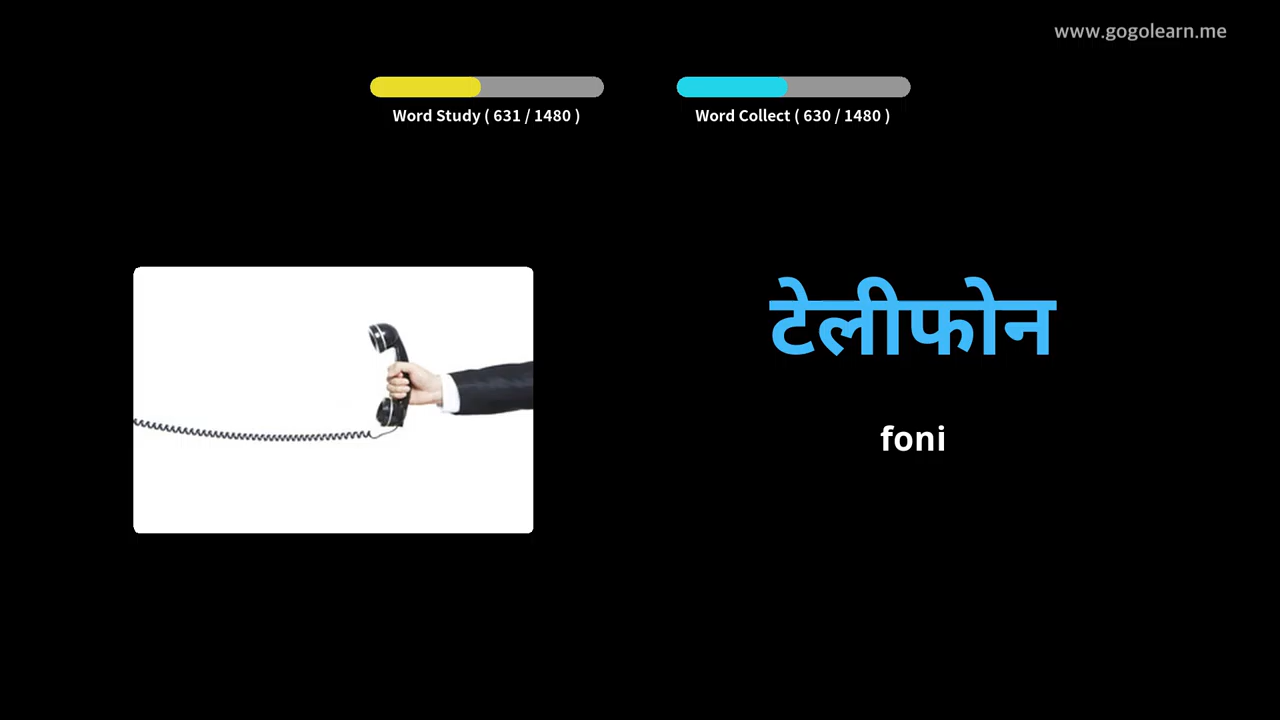 www.gogolearn.me
Word Study ( 631 / 1480 )
Word Collect ( 630 / 1480 )
टेलीफोन
foni